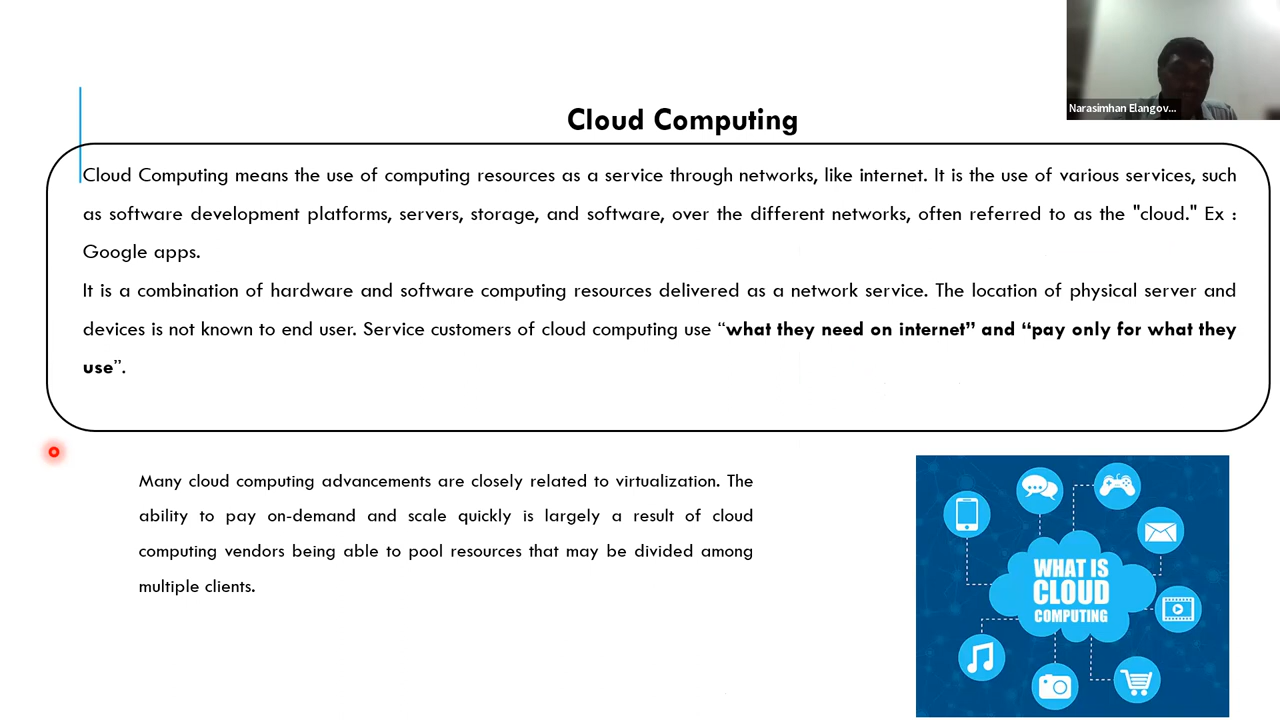 Narasimhan Elangov...
Cloud Computing
Cloud Computing means the use of computing resources as a service through networks, like internet. It is the use of various services, such
as software development platforms, servers, storage, and software, over the different networks, often referred to as the "cloud." Ex :
Google apps.
It is a combination of hardware and software computing resources delivered as a network service. The location of physical server and
devices is not known to end user. Service customers of cloud computing use “what they need on internet” and “pay only for what they
use”.
Many cloud computing advancements are closely related to virtualization. The
ability to pay on-demand and scale quickly is largely a result of cloud
computing vendors being able to pool resources that may be divided among
multiple clients.
WHAT IS
CLOUD
COMPUTING